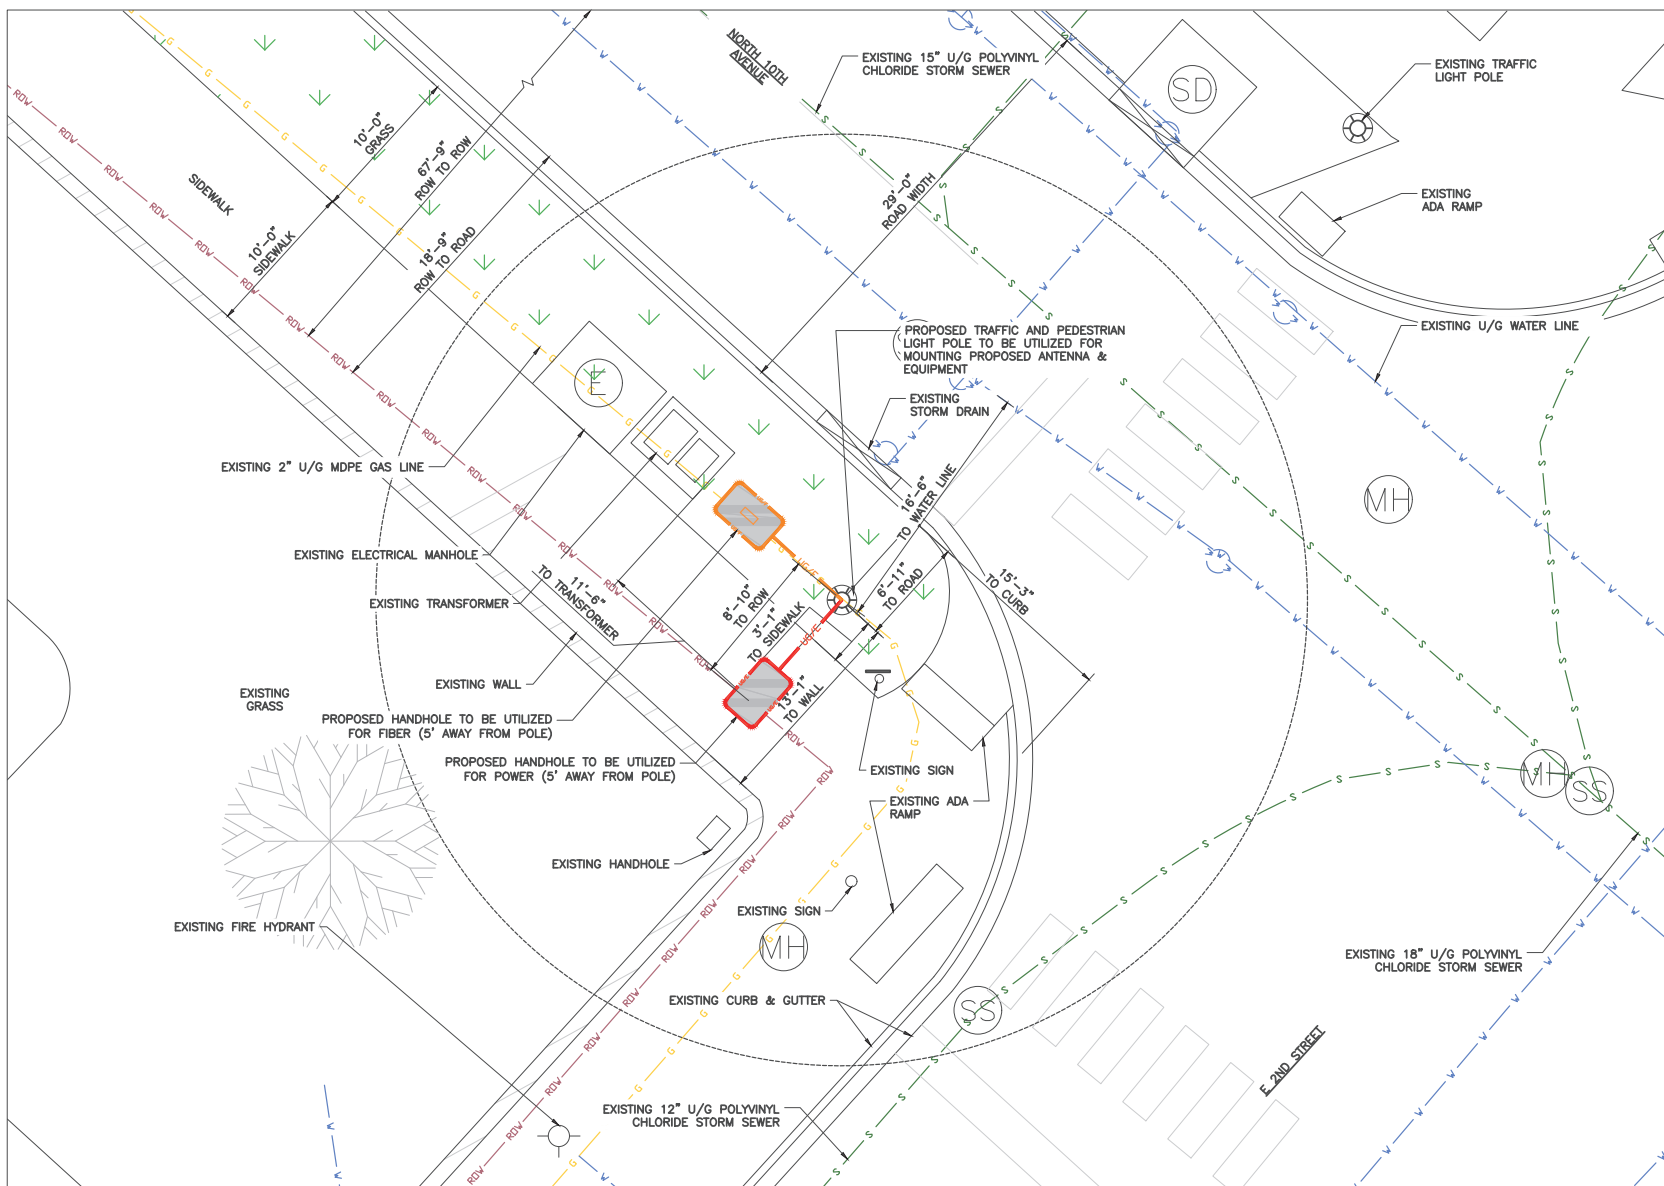 NORTH 10TH
AVENUE
EXISTING 15" U/G POLYVINYL
CHLORIDE STORM SEWER
SD
EXISTING TRAFFIC
LIGHT POLE
10'-0"
GRASS
67'-9"
ROW TO ROW
SIDEWALK
10'-0"
SIDEWALK
18'-9"
ROW TO ROAD
29'-0"
ROAD WIDTH
EXISTING
ADA RAMP
PROPOSED TRAFFIC AND PEDESTRIAN
LIGHT POLE TO BE UTILIZED FOR
MOUNTING PROPOSED ANTENNA &
EQUIPMENT
EXISTING U/G WATER LINE
E
EXISTING
STORM DRAIN
EXISTING 2" U/G MDPE GAS LINE
16'-6"
TO WATER LINE
MH
EXISTING ELECTRICAL MANHOLE
UG/E
11'-6"
TO TRANSFORMER
8'-10"
TO ROW
3'-1"
TO SIDEWALK
6'-11"
TO ROAD
15'-3"
TO CURB
EXISTING TRANSFORMER
UG/E
EXISTING WALL
EXISTING
GRASS
13'-1"
TO WALL
PROPOSED HANDHOLE TO BE UTILIZED
FOR FIBER (5' AWAY FROM POLE)
PROPOSED HANDHOLE TO BE UTILIZED
FOR POWER (5' AWAY FROM POLE)
EXISTING SIGN
MH
SS
EXISTING ADA
RAMP
EXISTING HANDHOLE
EXISTING SIGN
EXISTING FIRE HYDRANT
MH
EXISTING 18" U/G POLYVINYL
CHLORIDE STORM SEWER
EXISTING CURB & GUTTER
SS
E 2ND STREET
EXISTING 12" U/G POLYVINYL
CHLORIDE STORM SEWER
ROW
G
W
S